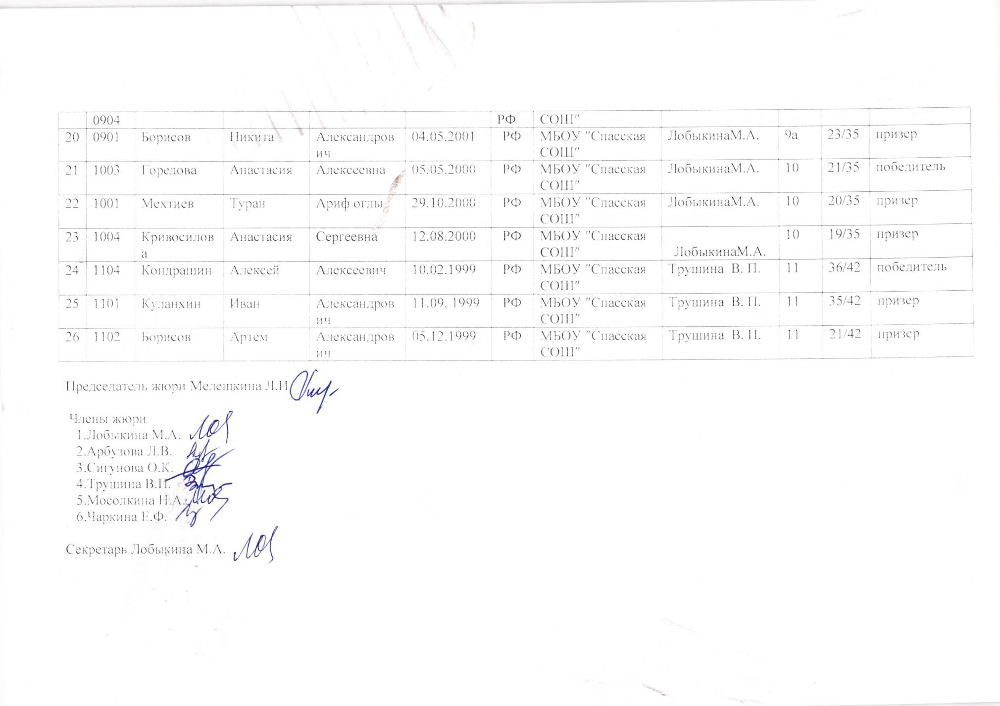 0904 РФ СОШ"
20 0901 Борисов Никита Александров 04.05.2001 РФ МБОУ "Спасская ЛобыкинаМ.А. 9а 23/35 призер
ич СОШ"
21 1003 Горелова Анастасия Алексеевна 05.05.2000 РФ МБОУ "Спасская ЛобыкинаМ.А. 10 21/35 победитель
СОШ"
22 1001 Мехтиев Туран Ариф оглы 29.10.2000 РФ МБОУ "Спасская ЛобыкинаМ.А. 10 20/35 призер
СОШ"
23 1004 Кривосилов Анастасия Сергеевна 12.08.2000 РФ МБОУ "Спасская 10 19/35 призер
а СОШ" ЛобыкинаМ.А.
24 1104 Кондрашин Алексей Алексеевич 10.02.1999 РФ МБОУ "Спасская Трушина В. П. 11 36/42 победитель
СОШ"
25 1101 Куланхин Иван Александров 11.09. 1999 РФ МБОУ "Спасская Трушина В. П. 11 35/42 призер
ич СОШ"
26 1102 Борисов Артем Александров 05.12.1999 РФ МБОУ "Спасская Трушина В. П. 11 21/42 призер
ич СОШ"
Председатель жюри Мелешкина Л.И
Члены жюри
1.Лобыкина М.А.
2.Арбузова Л.В.
3.Сигунова О.К.
4.Трушина В.П.
5.Мосолкина Н.А.
6.Чаркина Е.Ф.
Секретарь Лобыкина М.А.